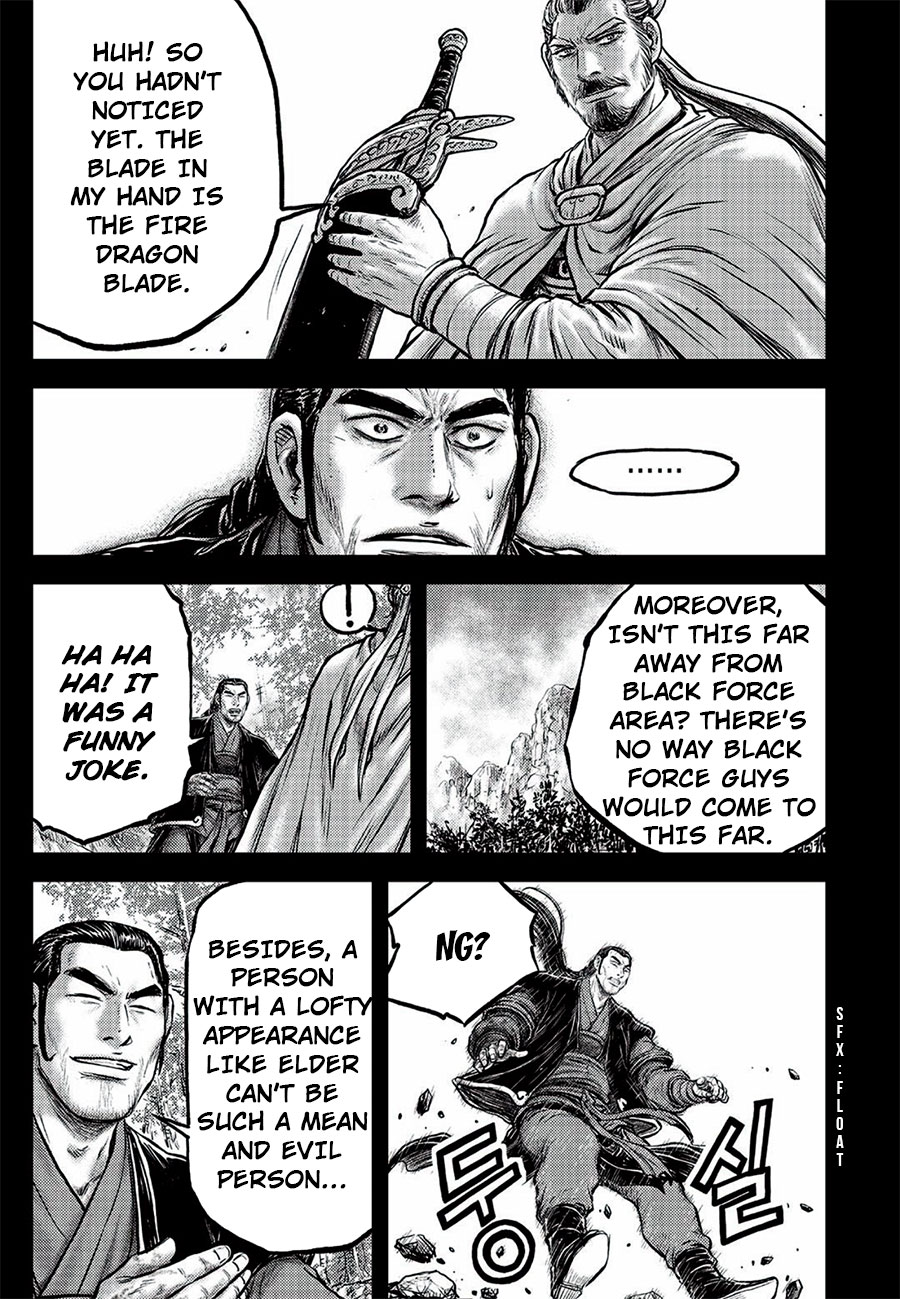 HUH! SO
YOU HADN'T
NOTICED
YET. THE
BLADE IN
MY HAND IS
THE FIRE
DRAGON
BLADE.
······
!
HA HA
HA! IT
WAS A
FUNNY
JOKE.
MOREOVER,
ISN'T THIS FAR
AWAY FROM
BLACK FORCE
AREA? THERE'S
NO WAY BLACK
FORCE GUYS
WOULD COME TO
THIS FAR.
BESIDES, A
PERSON
WITH A LOFTY
APPEARANCE
LIKE ELDER
CAN'T BE
SUCH A MEAN
AND EVIL
PERSON...
NG?
둥실
SFX: FLOAT